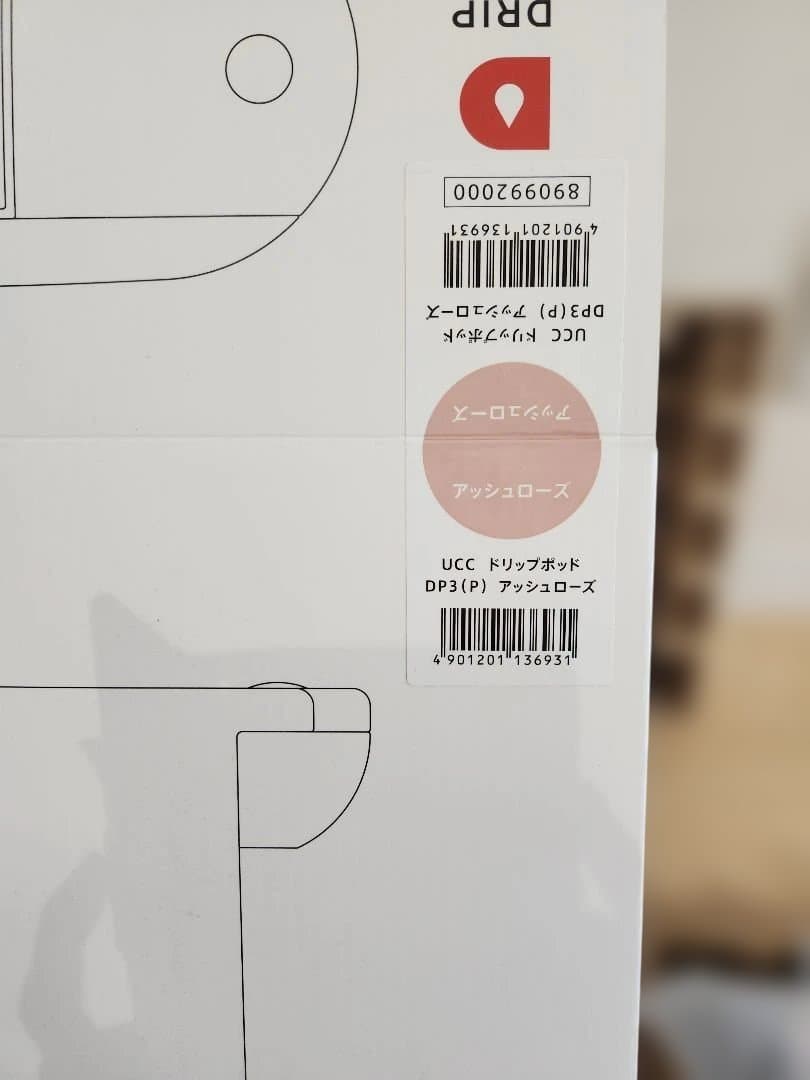 DRIP
890992000
4 901201 136931
DP3(P) アッシュローズ
UCC ドリップポッド
アッシュローズ
アッシュローズ
UCC ドリップポッド
DP3(P) アッシュローズ
4 901201 136931